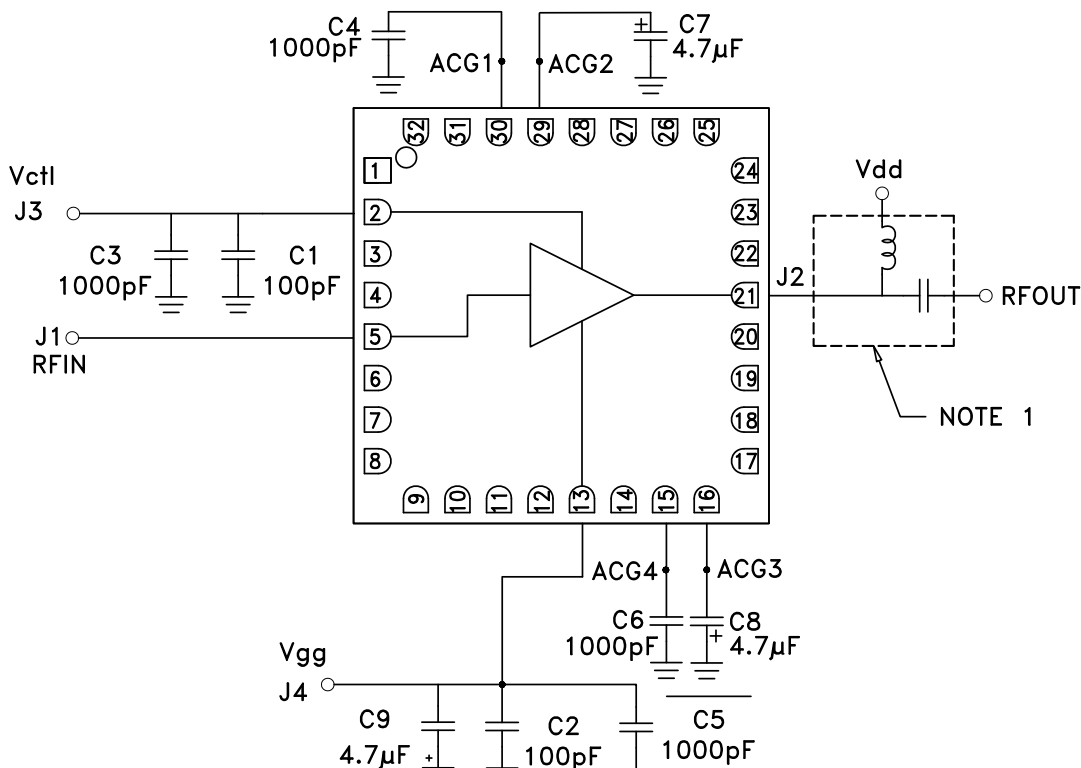 C4
1000pF
ACG1
ACG2
+
C7
4.7µF
32
31
30
29
28
27
26
25
Vctl
J3
C3
1000pF
C1
100pF
J1
RFIN
1
2
3
4
5
6
7
8
24
23
22
21
20
19
18
17
J2
Vdd
RFOUT
NOTE 1
9
10
11
12
13
14
15
16
ACG4
ACG3
C6
1000pF
C8
+
4.7µF
Vgg
J4
C9
4.7µF
+
C2
100pF
C5
1000pF